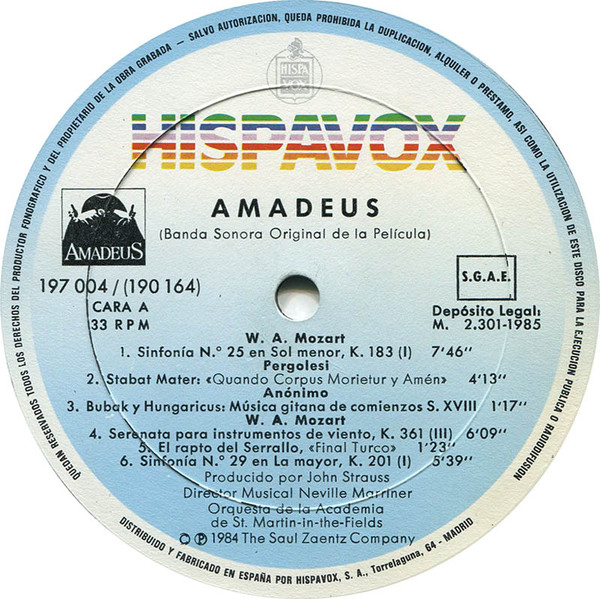 QUEDAN RESERVADOS TODOS LOS DERECHOS DEL PRODUCTOR FONOGRAFICO Y DEL PROPIETARIO DE LA OBRA GRABADA - SALVO AUTORIZACION, QUEDA PROHIBIDA LA DUPLICACION, ALQUILER O PRESTAMO, ASI COMO LA UTILIZACION DE ESTE DISCO PARA LA EJECUCION PUBLICA O RADIODIFUSION
HISPA
VOX
HISPAVOX
AMADEUS
(Banda Sonora Original de la Película)
AMADEUS
S.G.A.E.
197 004/(190 164)
CARA A
33 RPM
Depósito Legal:
M. 2.301-1985
W. A. Mozart
1. Sinfonía N.º 25 en Sol menor, K. 183 (I) 7'46"
Pergolesi
2. Stabat Mater: «Quando Corpus Morietur y Amén» 4'13"
Anónimo
3. Bubak y Hungaricus: Música gitana de comienzos S. XVIII 1'17"
W. A. Mozart
4. Serenata para instrumentos de viento, K. 361 (III) 6'09"
5. El rapto del Serrallo, «Final Turco» 1'23"
6. Sinfonía N.º 29 en La mayor, K. 201 (I) 5'39"
Producido por John Strauss
Director Musical Neville Marriner
Orquesta de la Academia
de St. Martin-in-the-Fields
© ℗ 1984 The Saul Zaentz Company
DISTRIBUIDO Y FABRICADO EN ESPAÑA POR HISPAVOX, S. A., Torrelaguna, 64 - MADRID